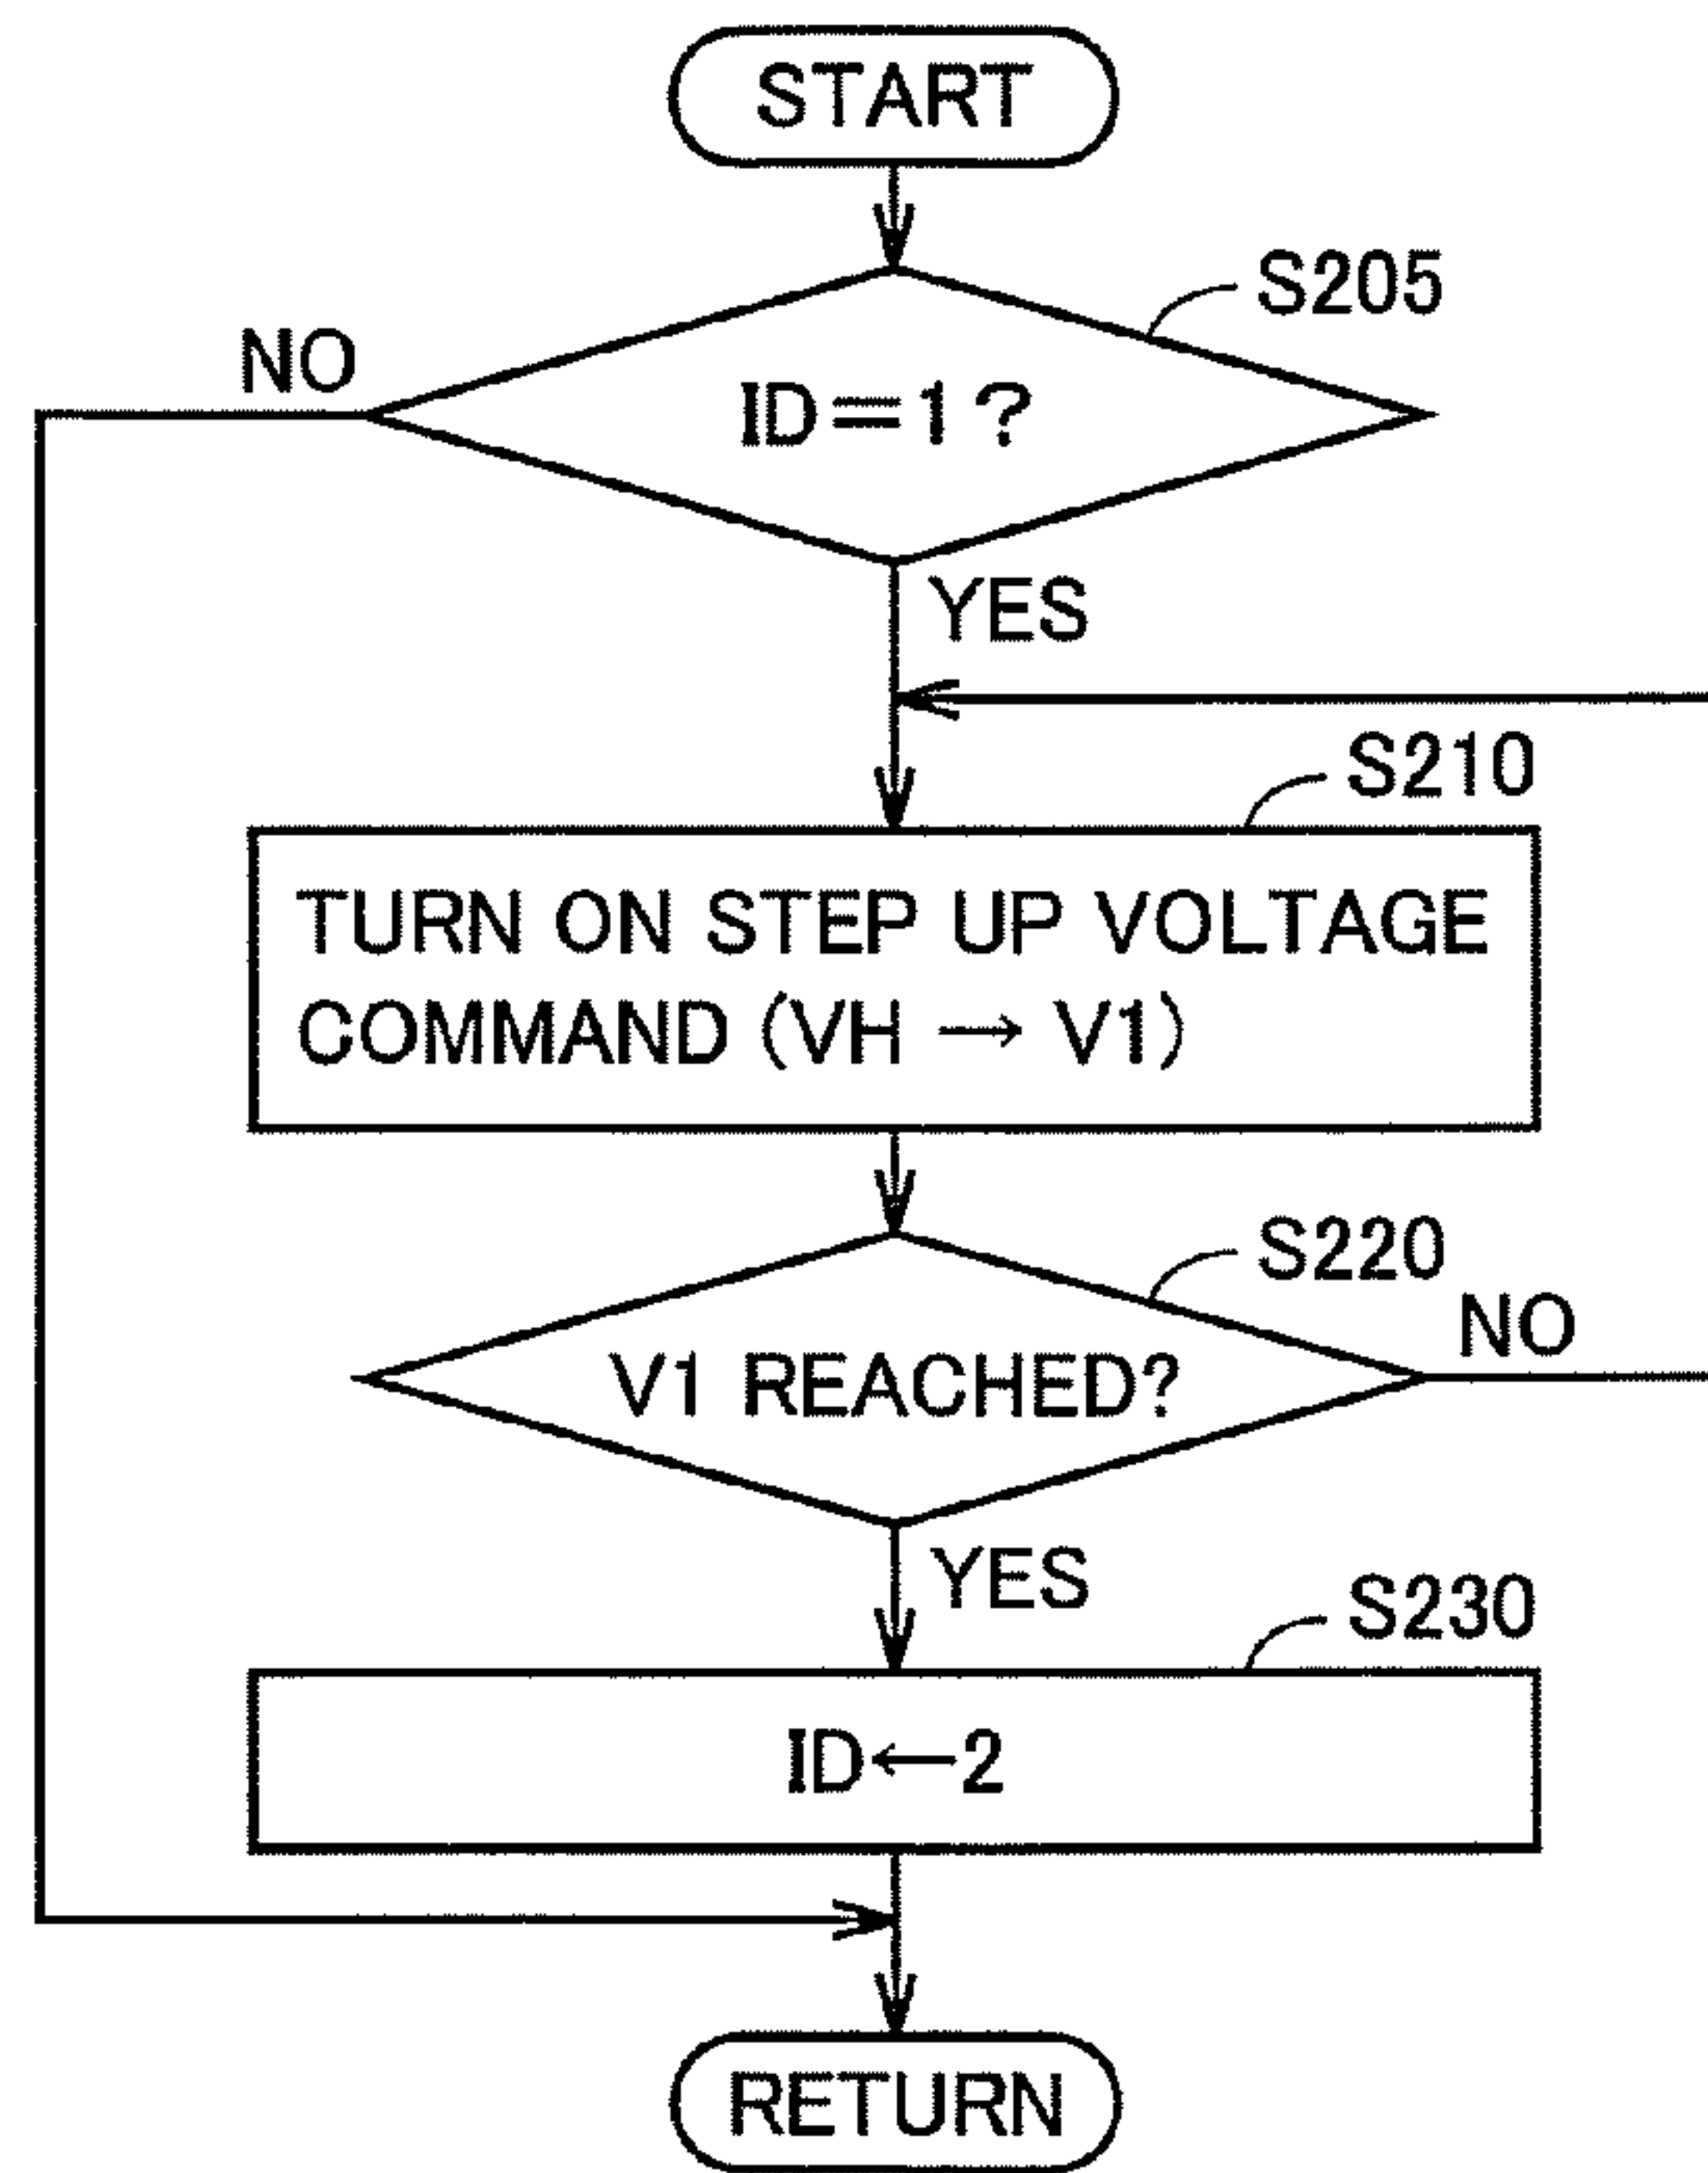 START
S205
NO
ID=1?
YES
S210
TURN ON STEP UP VOLTAGE
COMMAND (VH → V1)
S220
NO
V1 REACHED?
YES
S230
ID←2
RETURN